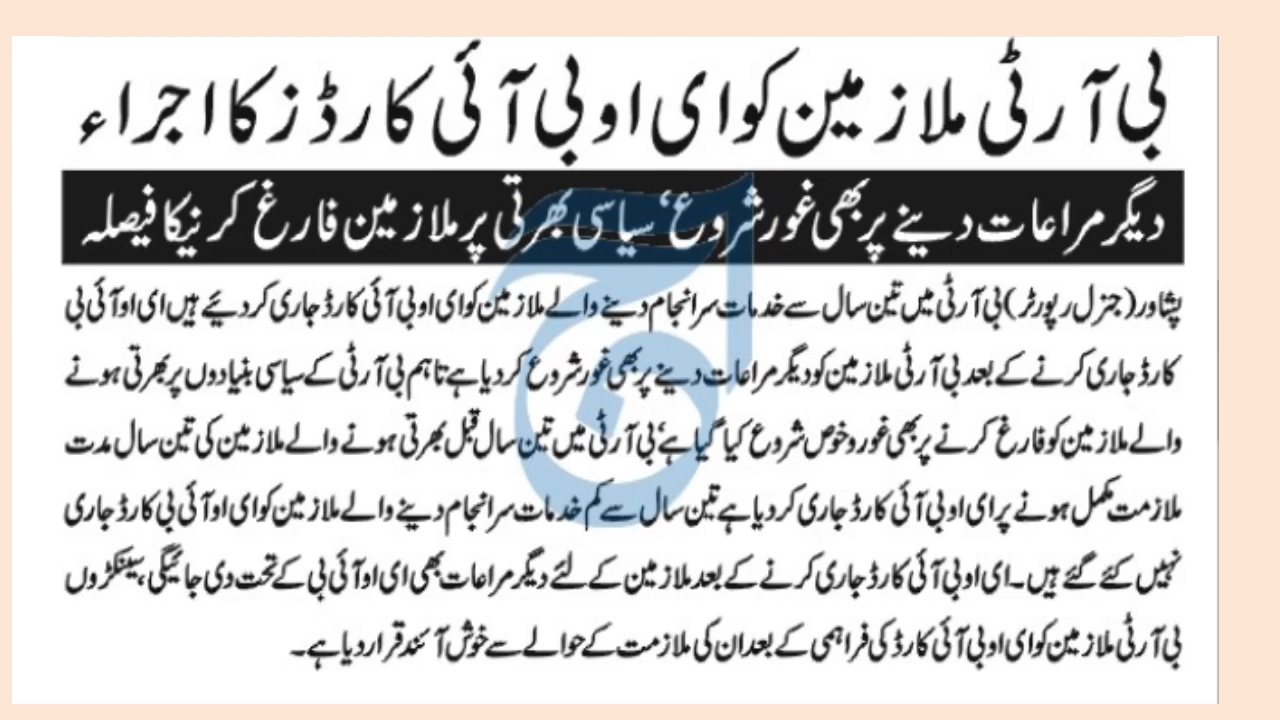 بی آر ٹی ملازمین کو ای او بی آئی کارڈز کا اجراء
دیگر مراعات دینے پر بھی غور شروع‘ سیاسی بھرتی پر ملازمین فارغ کرنیکا فیصلہ
پشاور(جنرل رپورٹر)بی آر ٹی میں تین سال سے خدمات سرانجام دینے والے ملازمین کو ای او بی آئی کارڈ جاری کر دیئے ہیں ای او آئی بی
کارڈ جاری کرنے کے بعد بی آر ٹی ملازمین کو دیگر مراعات دینے پر بھی غور شروع کر دیا ہے تاہم بی آر ٹی کے سیاسی بنیادوں پر بھرتی ہونے
والے ملازمین کو فارغ کرنے پر بھی غور و خوض شروع کیا گیا ہے‘ بی آر ٹی میں تین سال قبل بھرتی ہونے والے ملازمین کی تین سال مدت
ملازمت مکمل ہونے پر ای او بی آئی کارڈ جاری کر دیا ہے تین سال سے کم خدمات سرانجام دینے والے ملازمین کو ای او آئی بی کارڈ جاری
نہیں کئے گئے ہیں۔ ای او بی آئی کارڈ جاری کرنے کے بعد ملازمین کے لئے دیگر مراعات بھی ای او آئی بی کے تحت دی جائیگی، سینکڑوں
بی آر ٹی ملازمین کو ای او بی آئی کارڈ کی فراہمی کے بعد ان کی ملازمت کے حوالے سے خوش آئند قرار دیا ہے۔
آج